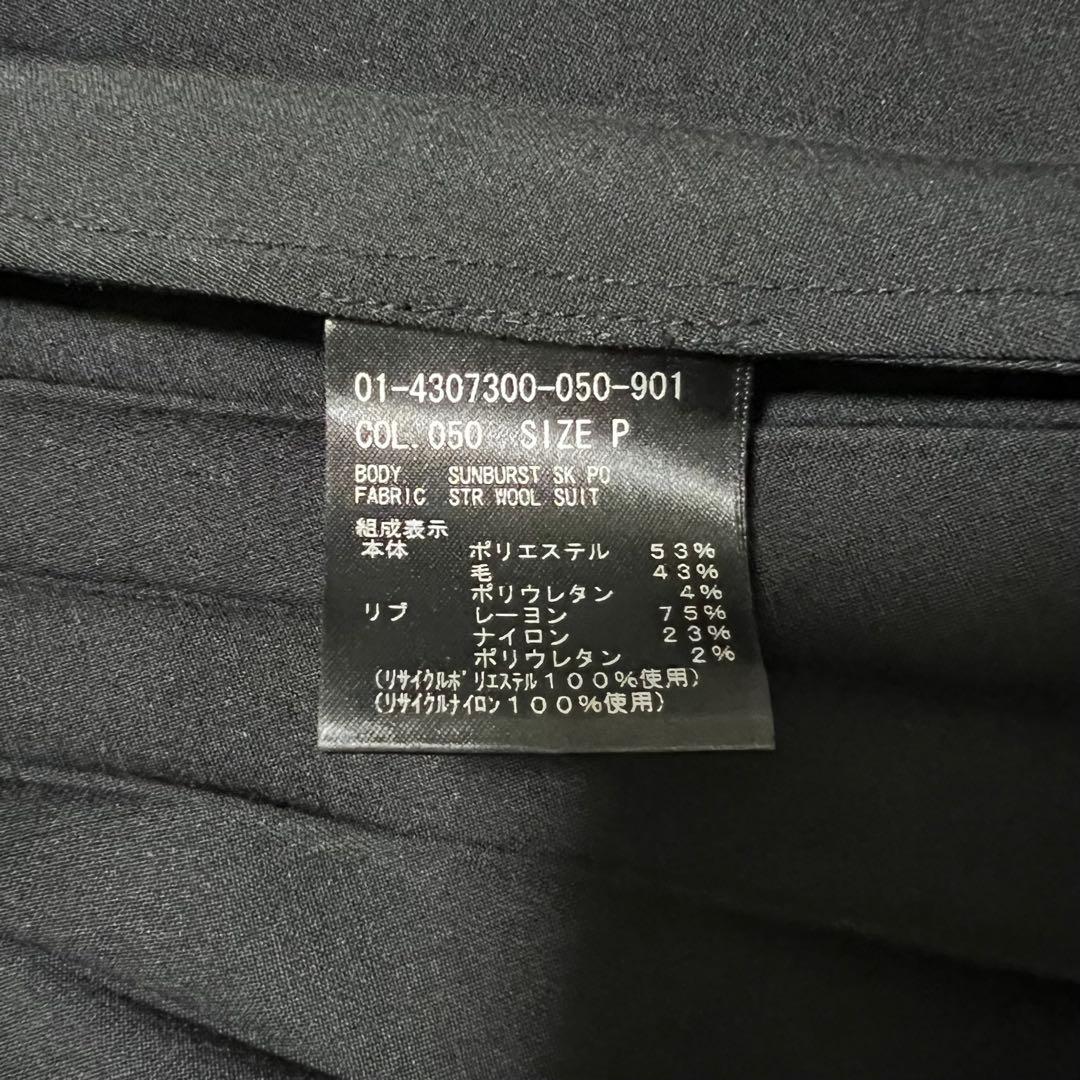 01-4307300-050-901
COL. 050 SIZE P
BODY SUNBURST SK PO
FABRIC STR WOOL SUIT
組成表示
本体 ポリエステル 53%
毛 43%
ポリウレタン 4%
リブ レーヨン 75%
ナイロン 23%
ポリウレタン 2%
(リサイクルポリエステル100%使用)
(リサイクルナイロン100%使用)